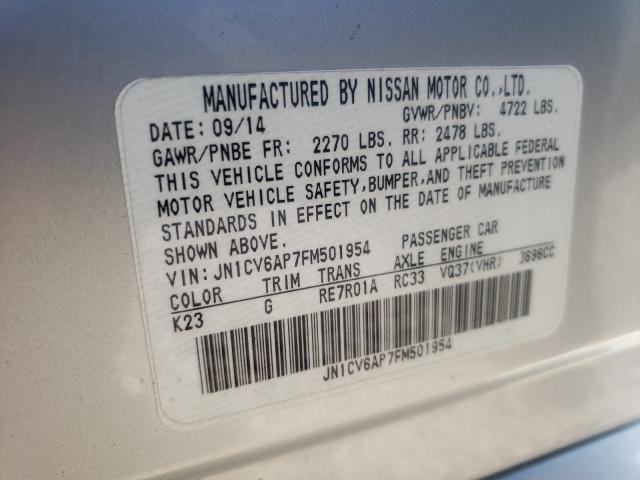 MANUFACTURED BY NISSAN MOTOR CO.,LTD.
DATE: 09/14 GVWR/PNBV: 4722 LBS.
GAWR/PNBE FR: 2270 LBS. RR: 2478 LBS.
THIS VEHICLE CONFORMS TO ALL APPLICABLE FEDERAL
MOTOR VEHICLE SAFETY,BUMPER,AND THEFT PREVENTION
STANDARDS IN EFFECT ON THE DATE OF MANUFACTURE
SHOWN ABOVE.
VIN: JN1CV6AP7FM501954 PASSENGER CAR
COLOR TRIM TRANS AXLE ENGINE
K23 G RE7R01A RC33 VQ37(VHR) 3696CC
JN1CV6AP7FM501954